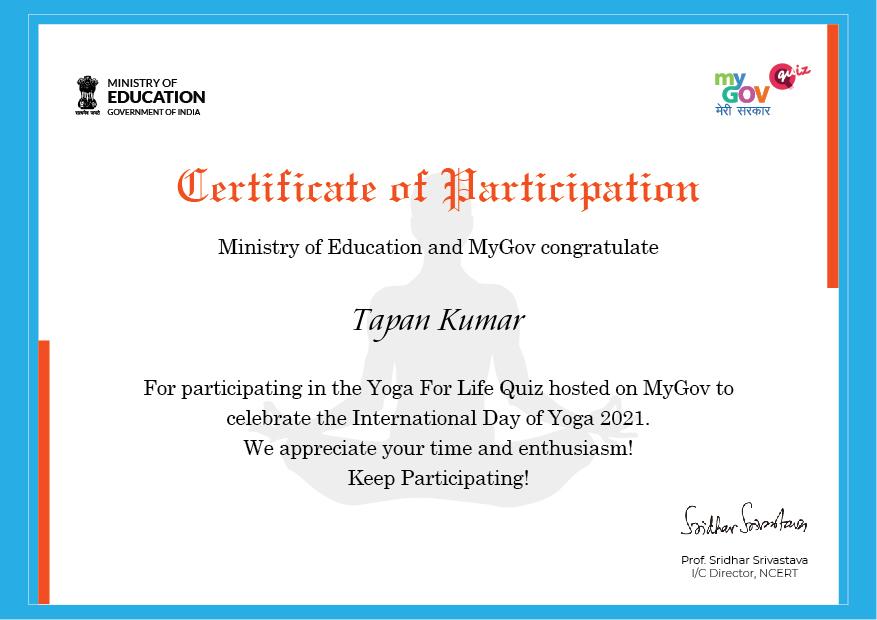 MINISTRY OF
EDUCATION
GOVERNMENT OF INDIA
सत्यमेव जयते
my
GOV
quiz
मेरी सरकार
Certificate of Participation
Ministry of Education and MyGov congratulate
Tapan Kumar
For participating in the Yoga For Life Quiz hosted on MyGov to
celebrate the International Day of Yoga 2021.
We appreciate your time and enthusiasm!
Keep Participating!
Sridhar Srivastava
Prof. Sridhar Srivastava
I/C Director, NCERT